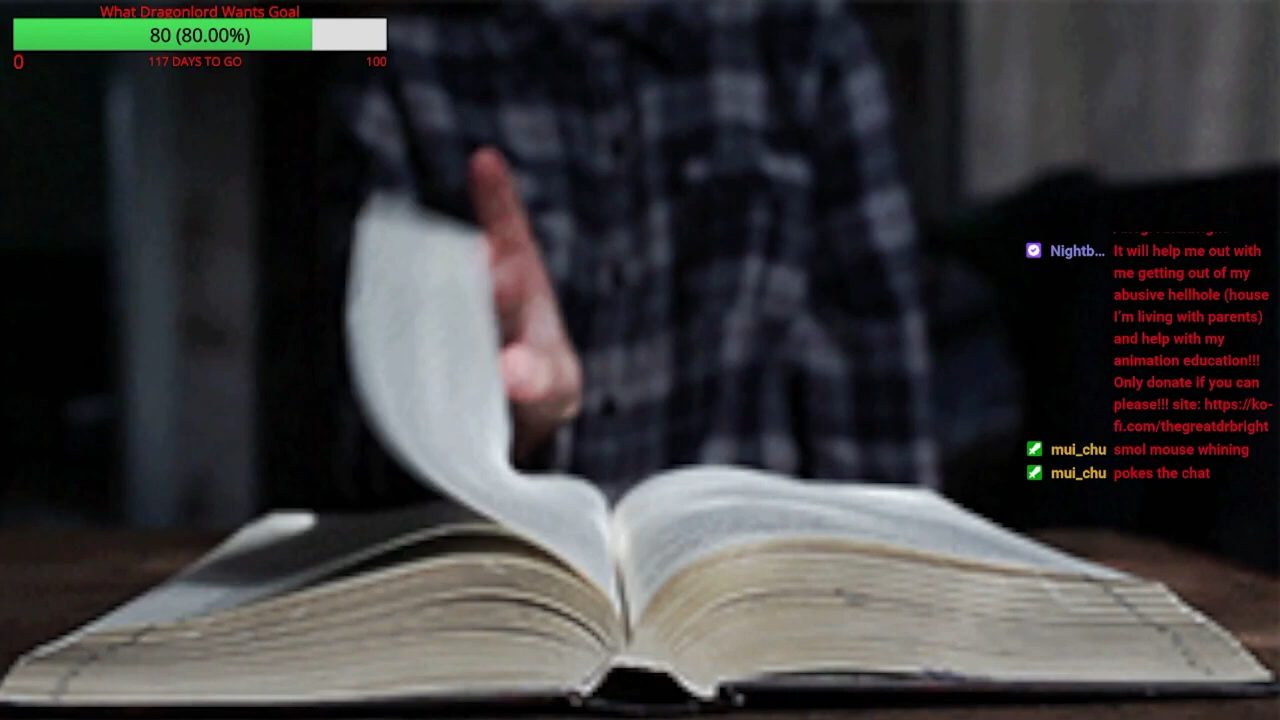 What Dragonlord Wants Goal
80 (80.00%)
0 117 DAYS TO GO 100
Nightb... It will help me out with
me getting out of my
abusive hellhole (house
I'm living with parents)
and help with my
animation education!!!
Only donate if you can
please!!! site: https://ko-
fi.com/thegreatdrbright
mui_chu smol mouse whining
mui_chu pokes the chat